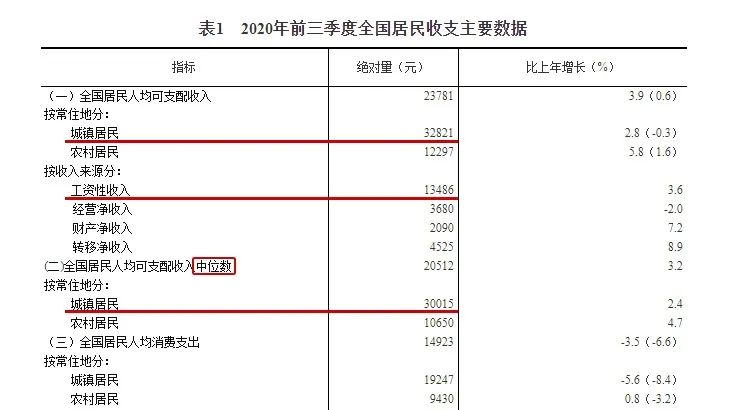 表1 2020年前三季度全国居民收支主要数据
指标 绝对量（元） 比上年增长（%）
（一）全国居民人均可支配收入 23781 3.9（0.6）
按常住地分：
城镇居民 32821 2.8（-0.3）
农村居民 12297 5.8（1.6）
按收入来源分：
工资性收入 13486 3.6
经营净收入 3680 -2.0
财产净收入 2090 7.2
转移净收入 4525 8.9
(二)全国居民人均可支配收入中位数 20512 3.2
按常住地分：
城镇居民 30015 2.4
农村居民 10650 4.7
（三）全国居民人均消费支出 14923 -3.5（-6.6）
按常住地分：
城镇居民 19247 -5.6（-8.4）
农村居民 9430 0.8（-3.2）